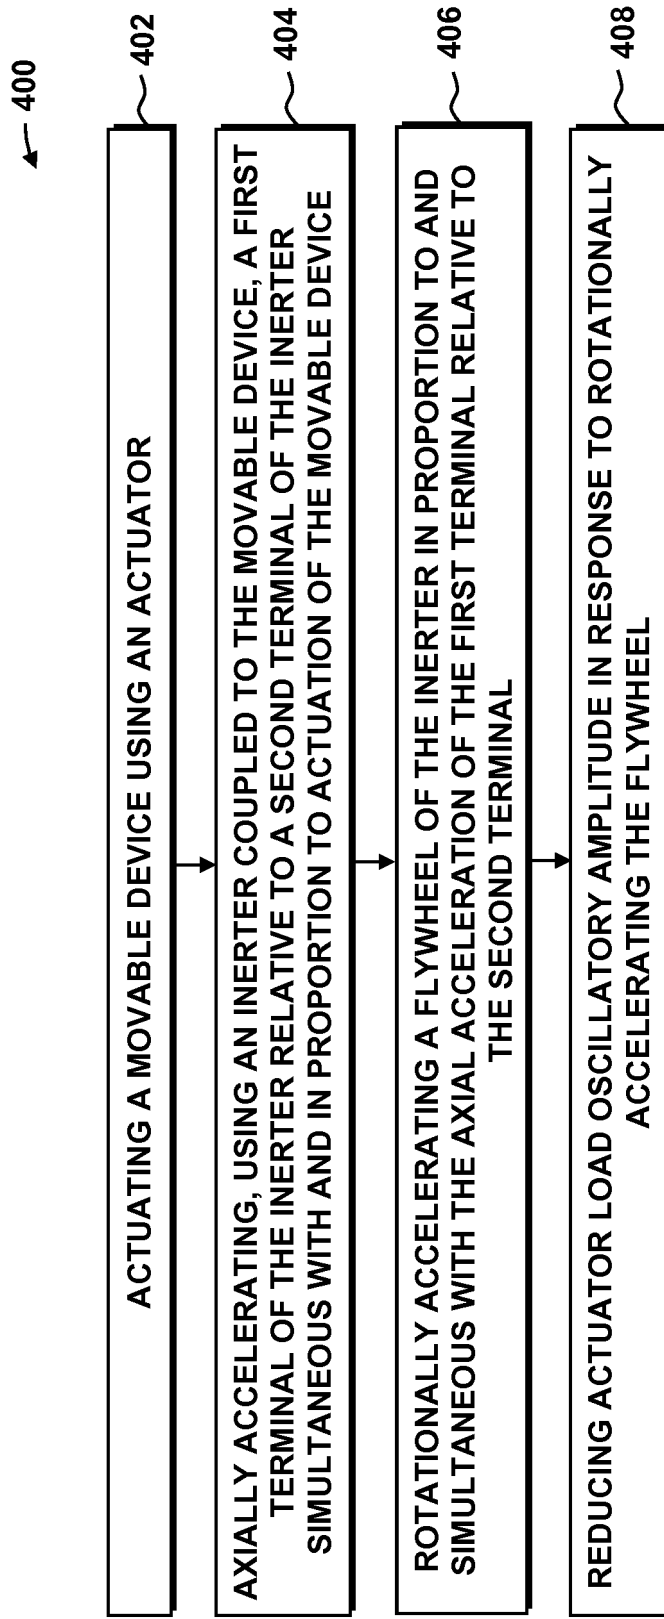 400
ACTUATING A MOVABLE DEVICE USING AN ACTUATOR
402
AXIALLY ACCELERATING, USING AN INERTER COUPLED TO THE MOVABLE DEVICE, A FIRST
TERMINAL OF THE INERTER RELATIVE TO A SECOND TERMINAL OF THE INERTER
SIMULTANEOUS WITH AND IN PROPORTION TO ACTUATION OF THE MOVABLE DEVICE
404
ROTATIONALLY ACCELERATING A FLYWHEEL OF THE INERTER IN PROPORTION TO AND
SIMULTANEOUS WITH THE AXIAL ACCELERATION OF THE FIRST TERMINAL RELATIVE TO
THE SECOND TERMINAL
406
REDUCING ACTUATOR LOAD OSCILLATORY AMPLITUDE IN RESPONSE TO ROTATIONALLY
ACCELERATING THE FLYWHEEL
408